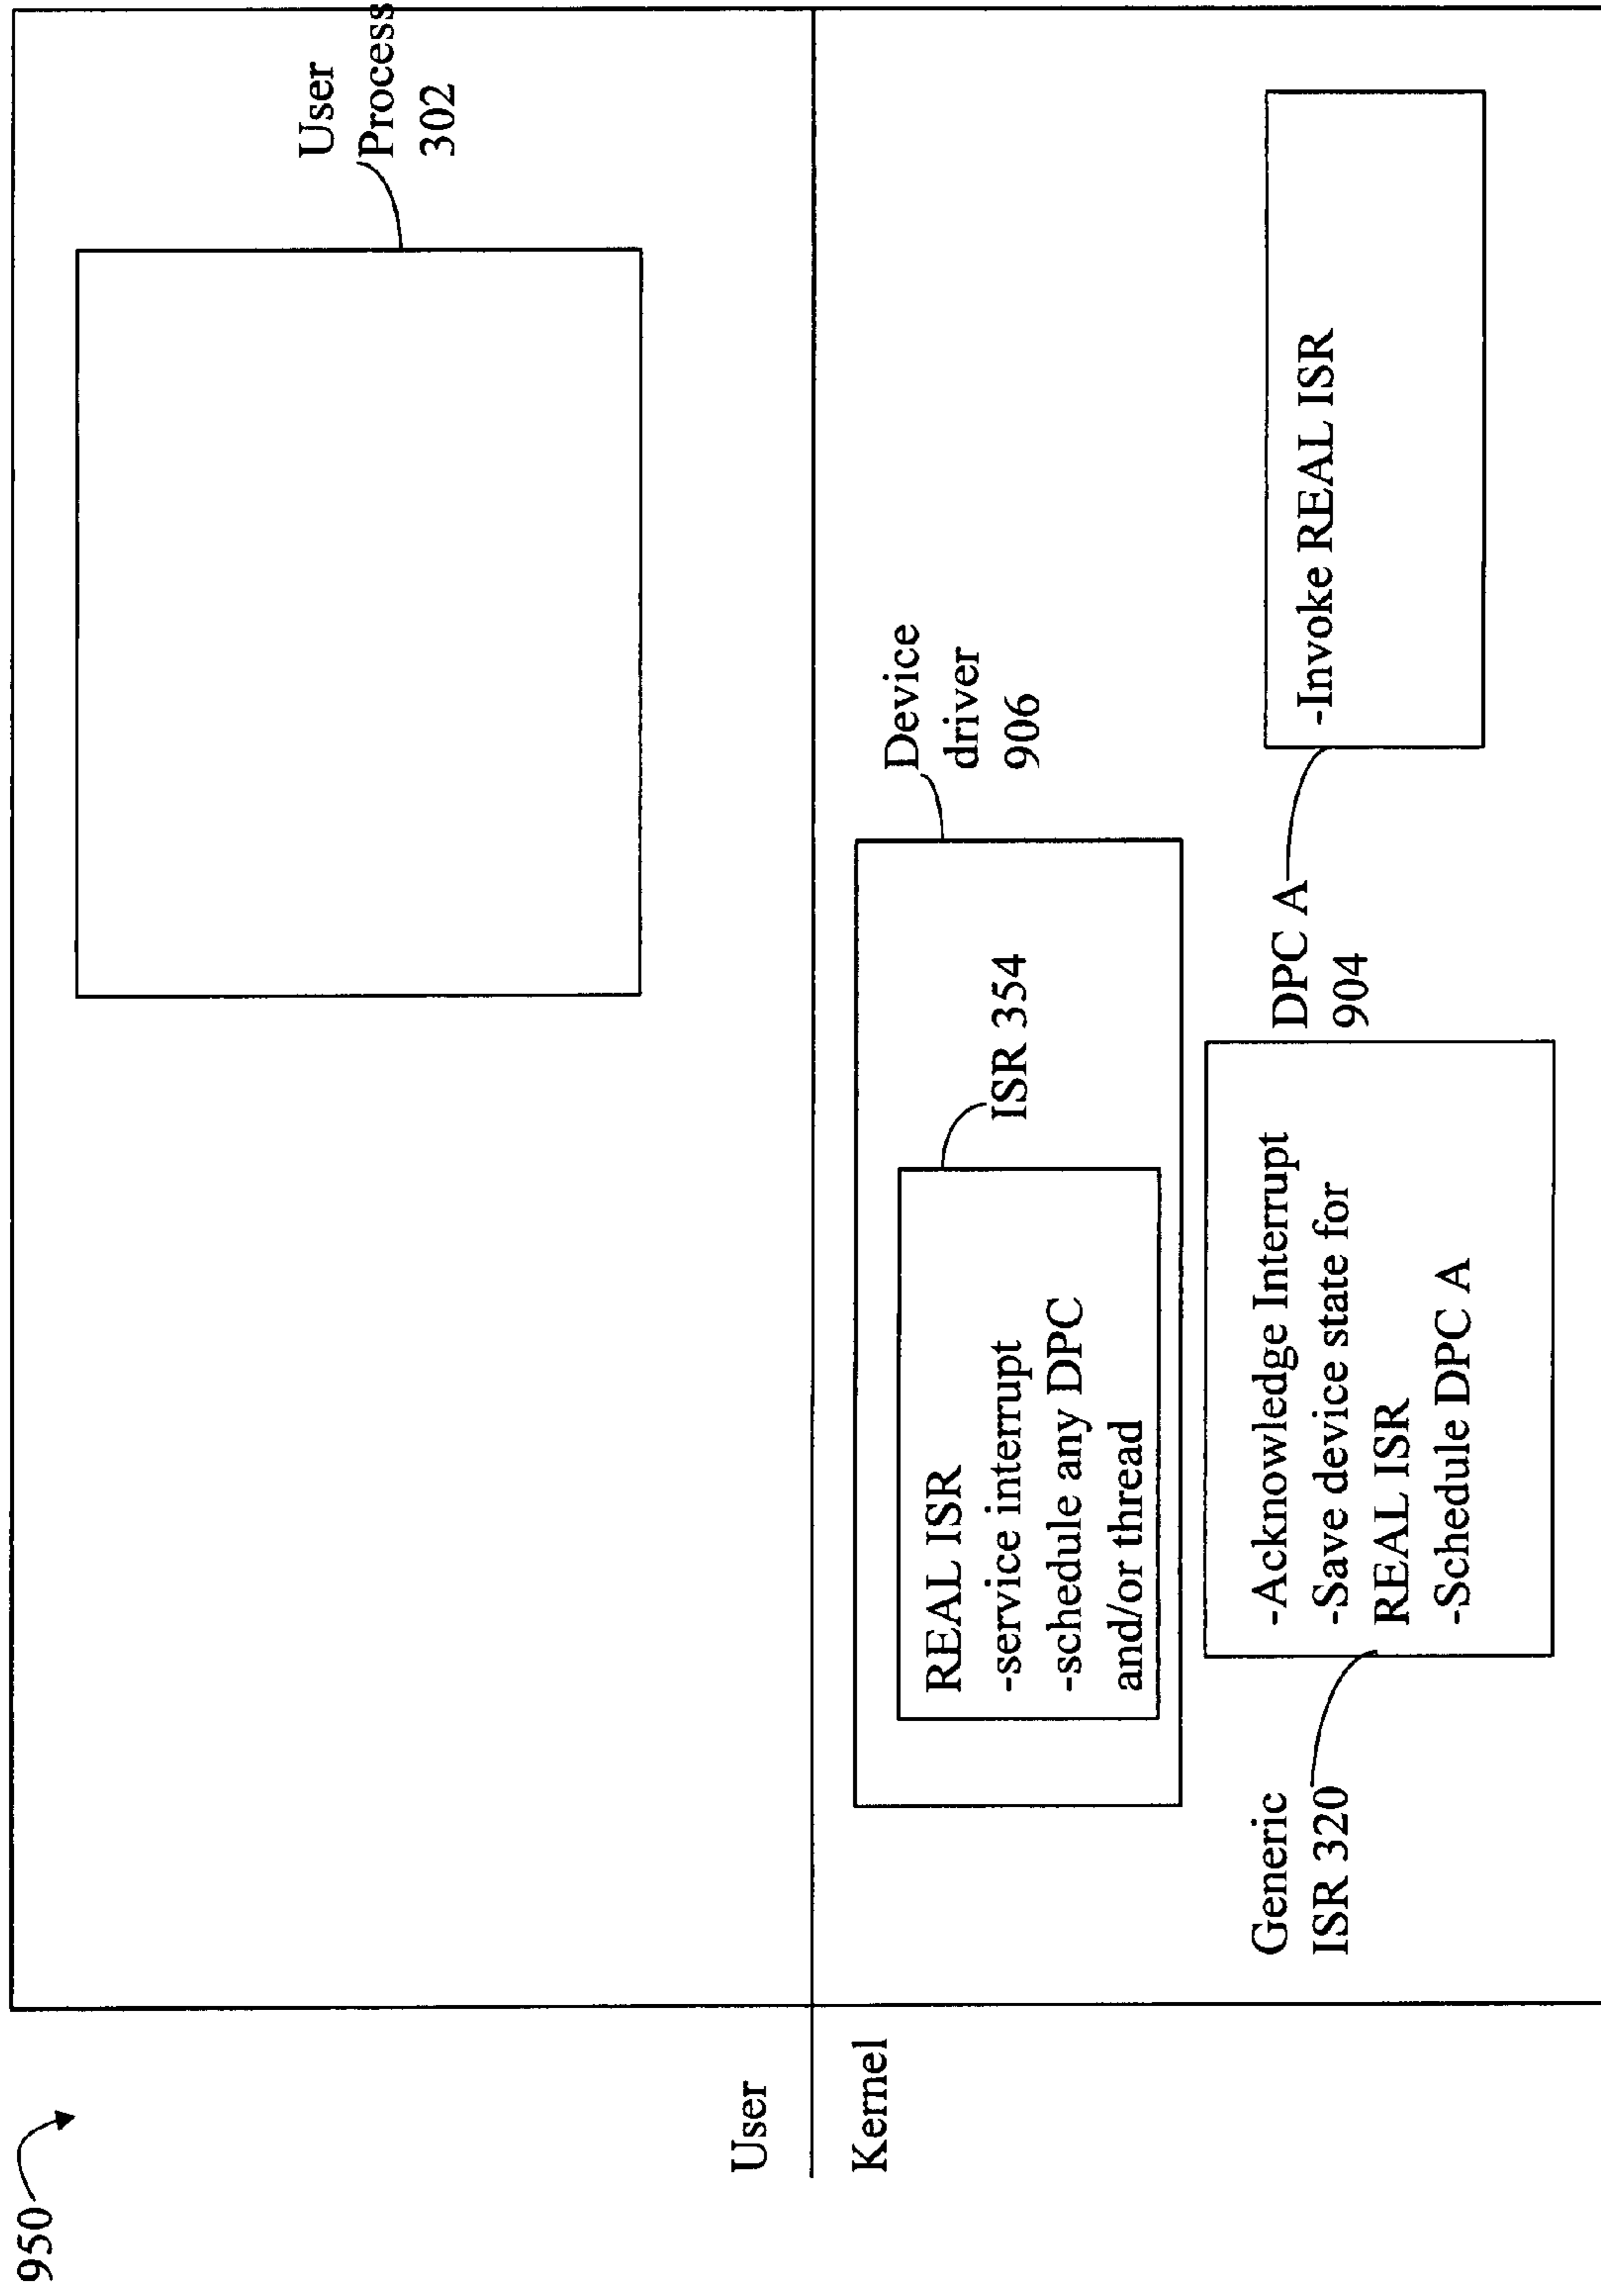 950
User
Process
302
User
Kernel
Device
driver
906
ISR 354
REAL ISR
-service interrupt
-schedule any DPC
and/or thread
Generic
ISR 320
-Acknowledge Interrupt
-Save device state for
REAL ISR
-Schedule DPC A
DPC A
904
-Invoke REAL ISR